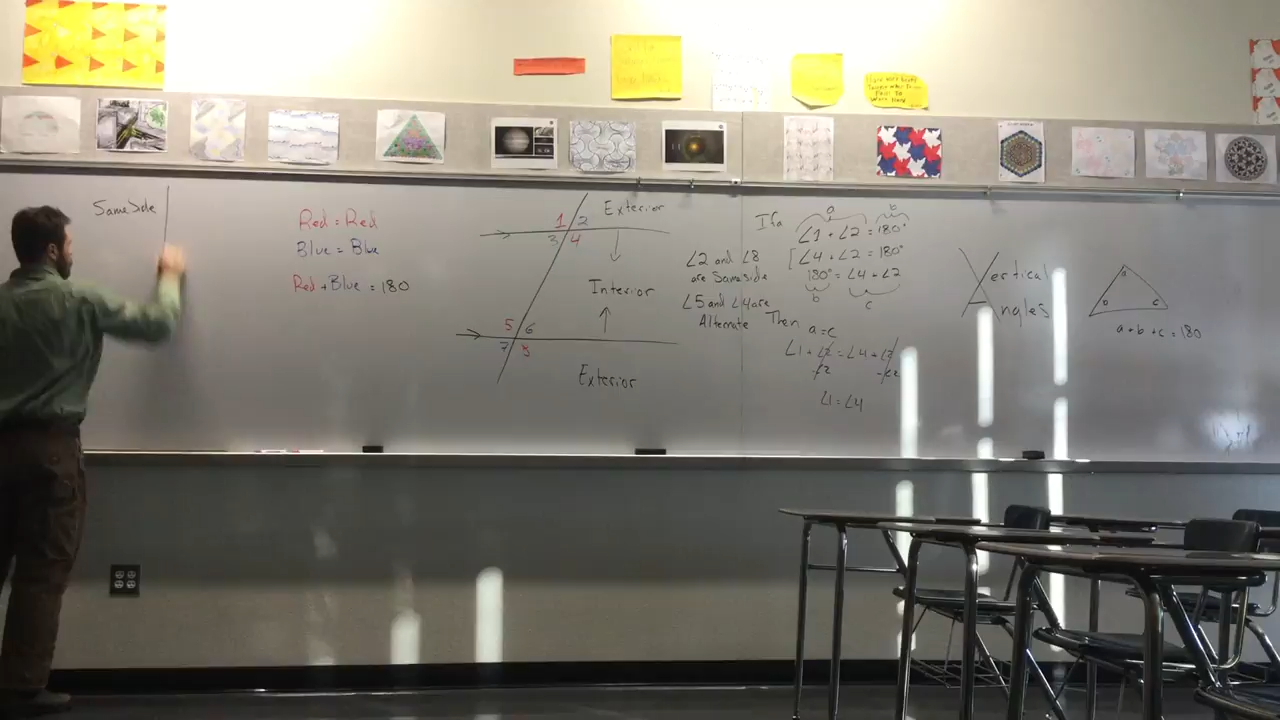 Have
Same Side
Red = Red
Blue = Blue
Red + Blue = 180
Exterior
1 2
3 4
Interior
5 6
7
Exterior
∠2 and ∠8
are Same side
∠5 and ∠4 are
Alternate
If a b
∠1 + ∠2 = 180°
∠4 + ∠2 = 180°
180° = ∠4 + ∠2
b c
Then a = c
∠1 + ∠2 = ∠4 + ∠2
-∠2 -∠2
∠1 = ∠4
Vertical
Angles
a
b c
a + b + c = 180